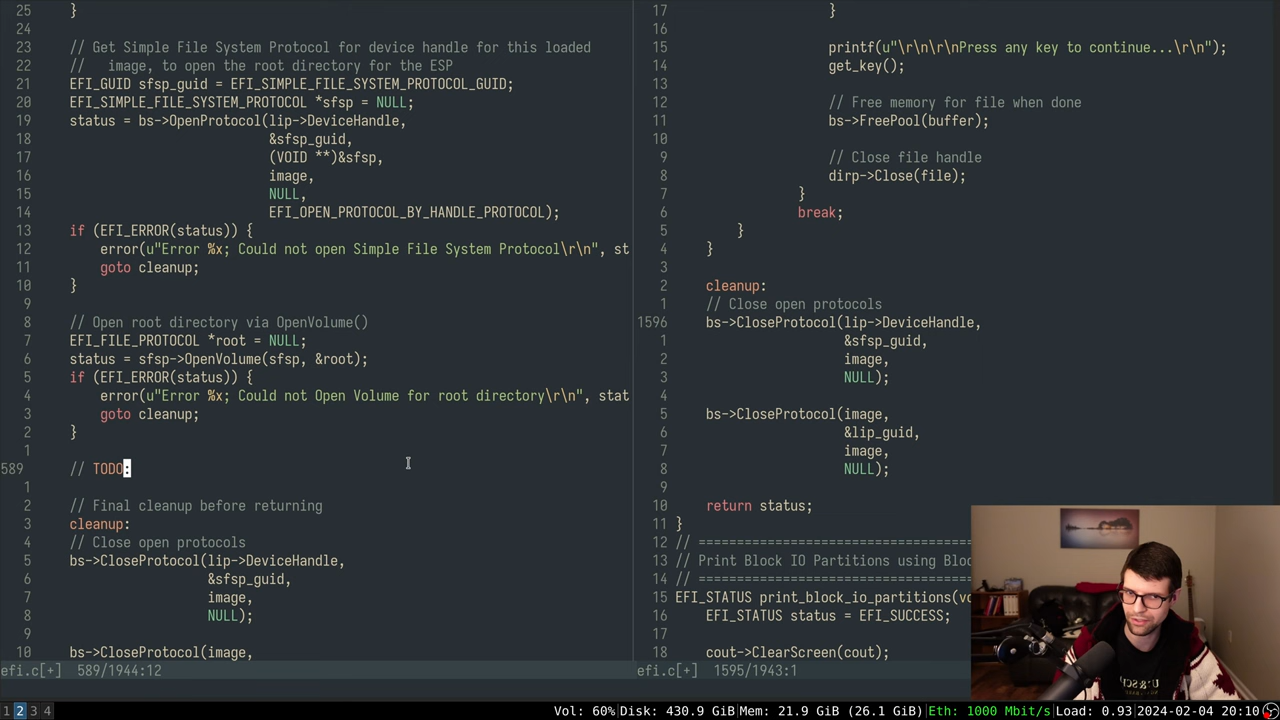 25 }
24
23 // Get Simple File System Protocol for device handle for this loaded
22 // image, to open the root directory for the ESP
21 EFI_GUID sfsp_guid = EFI_SIMPLE_FILE_SYSTEM_PROTOCOL_GUID;
20 EFI_SIMPLE_FILE_SYSTEM_PROTOCOL *sfsp = NULL;
19 status = bs->OpenProtocol(lip->DeviceHandle,
18 &sfsp_guid,
17 (VOID **)&sfsp,
16 image,
15 NULL,
14 EFI_OPEN_PROTOCOL_BY_HANDLE_PROTOCOL);
13 if (EFI_ERROR(status)) {
12 error(u"Error %x; Could not open Simple File System Protocol\r\n", st
11 goto cleanup;
10 }
9
8 // Open root directory via OpenVolume()
7 EFI_FILE_PROTOCOL *root = NULL;
6 status = sfsp->OpenVolume(sfsp, &root);
5 if (EFI_ERROR(status)) {
4 error(u"Error %x; Could not Open Volume for root directory\r\n", stat
3 goto cleanup;
2 }
1
589 // TODO:
1
2 // Final cleanup before returning
3 cleanup:
4 // Close open protocols
5 bs->CloseProtocol(lip->DeviceHandle,
6 &sfsp_guid,
7 image,
8 NULL);
9
10 bs->CloseProtocol(image,
efi.c[+] 589/1944:12
17 }
16
15 printf(u"\r\n\r\nPress any key to continue...\r\n");
14 get_key();
13
12 // Free memory for file when done
11 bs->FreePool(buffer);
10
9 // Close file handle
8 dirp->Close(file);
7 }
6 break;
5 }
4 }
3
2 cleanup:
1 // Close open protocols
1596 bs->CloseProtocol(lip->DeviceHandle,
1 &sfsp_guid,
2 image,
3 NULL);
4
5 bs->CloseProtocol(image,
6 &lip_guid,
7 image,
8 NULL);
9
10 return status;
11 }
12 // ===================================
13 // Print Block IO Partitions using Bloc
14 // ===================================
15 EFI_STATUS print_block_io_partitions(vo
16 EFI_STATUS status = EFI_SUCCESS;
17
18 cout->ClearScreen(cout);
efi.c[+] 1595/1943:1
1 2 3 4 Vol: 60%|Disk: 430.9 GiB|Mem: 21.9 GiB (26.1 GiB)|Eth: 1000 Mbit/s|Load: 0.93|2024-02-04 20:10